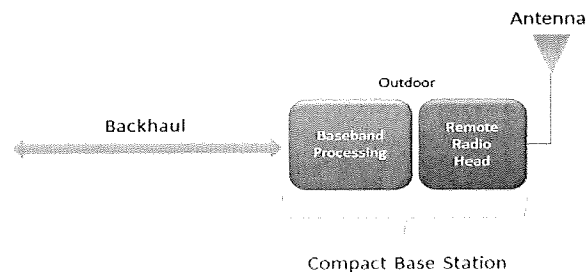 Antenna
Outdoor
Backhaul
Baseband
Processing
Remote
Radio
Head
Compact Base Station